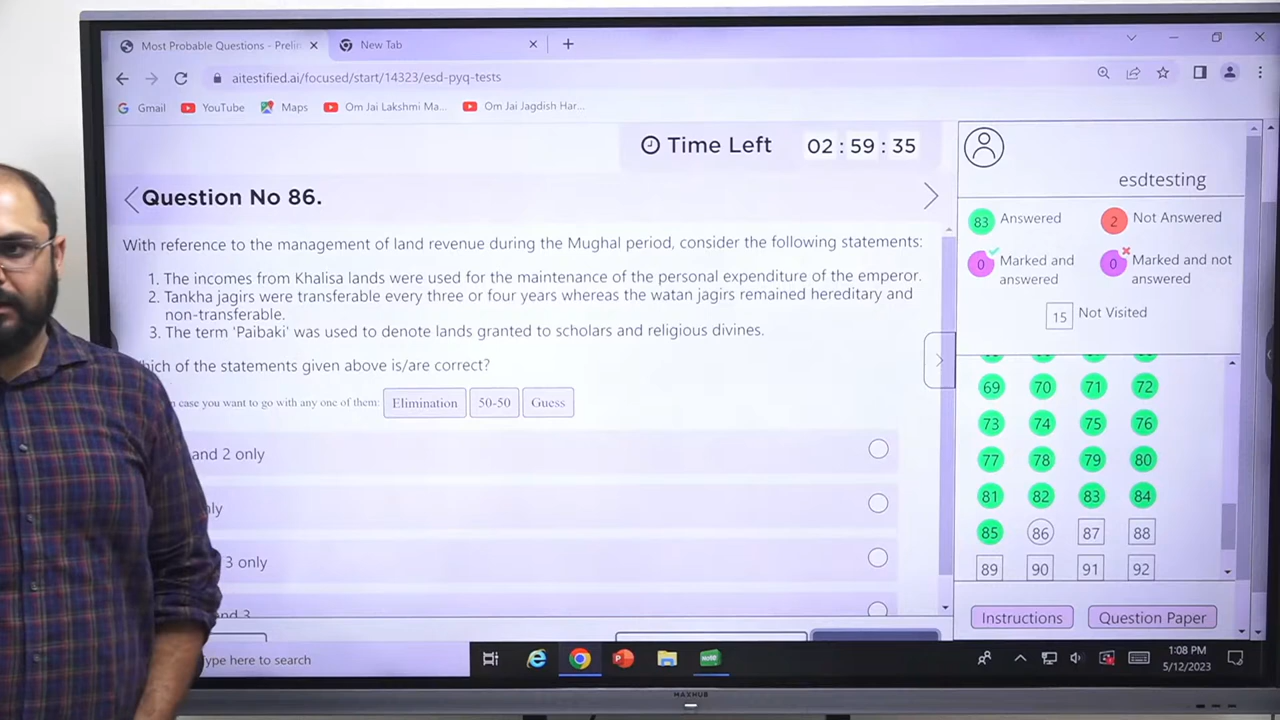 Most Probable Questions - Prelin
New Tab
aitestified.ai/focused/start/14323/esd-pyq-tests
Gmail
YouTube
Maps
Om Jai Lakshmi Ma...
Om Jai Jagdish Har...
Time Left 02 : 59 : 35
Question No 86.
With reference to the management of land revenue during the Mughal period, consider the following statements:
1. The incomes from Khalisa lands were used for the maintenance of the personal expenditure of the emperor.
2. Tankha jagirs were transferable every three or four years whereas the watan jagirs remained hereditary and
non-transferable.
3. The term 'Paibaki' was used to denote lands granted to scholars and religious divines.
hich of the statements given above is/are correct?
case you want to go with any one of them: Elimination 50-50 Guess
and 2 only
ly
3 only
nd 3
esdtesting
83 Answered
2 Not Answered
0 Marked and
answered
0 Marked and not
answered
15 Not Visited
69 70 71 72
73 74 75 76
77 78 79 80
81 82 83 84
85 86 87 88
89 90 91 92
Instructions
Question Paper
ype here to search
1:08 PM
5/12/2023
MAXHUB